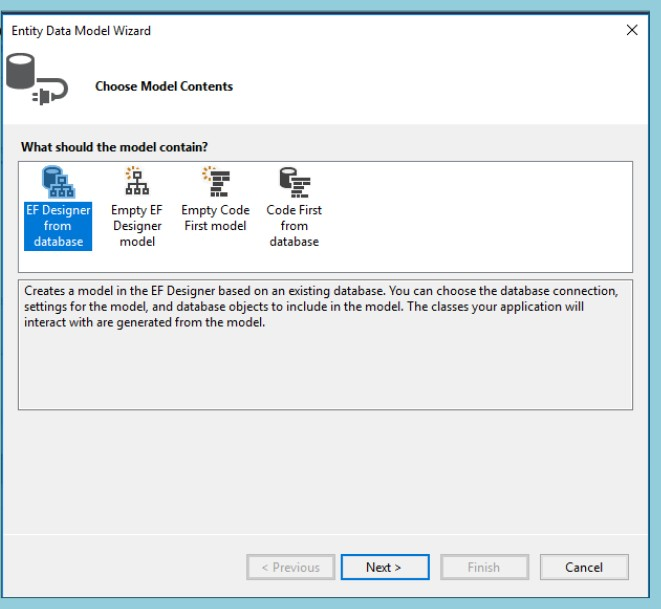 Entity Data Model Wizard
Choose Model Contents
What should the model contain?
EF Designer
from
database
Empty EF
Designer
model
Empty Code
First model
Code First
from
database
Creates a model in the EF Designer based on an existing database. You can choose the database connection,
settings for the model, and database objects to include in the model. The classes your application will
interact with are generated from the model.
< Previous
Next >
Finish
Cancel